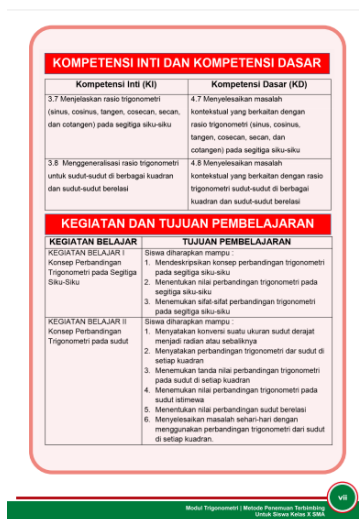 KOMPETENSI INTI DAN KOMPETENSI DASAR
Kompetensi Inti (KI)
Kompetensi Dasar (KD)
3.7 Menjelaskan rasio trigonometri
(sinus, cosinus, tangen, cosecan, secan,
dan cotangen) pada segitiga siku-siku
4.7 Menyelesaikan masalah
kontekstual yang berkaitan dengan
rasio trigonometri (sinus, cosinus,
tangen, cosecan, secan, dan
cotangen) pada segitiga siku-siku
3.8 Menggeneralisasi rasio trigonometri
untuk sudut-sudut di berbagai kuadran
dan sudut-sudut berelasi
4.8 Menyelesaikan masalah
kontekstual yang berkaitan dengan rasio
trigonometri sudut-sudut di berbagai
kuadran dan sudut-sudut berelasi
KEGIATAN DAN TUJUAN PEMBELAJARAN
KEGIATAN BELAJAR
TUJUAN PEMBELAJARAN
KEGIATAN BELAJAR I
Konsep Perbandingan
Trigonometri pada Segitiga
Siku-Siku
Siswa diharapkan mampu :
1. Mendeskripsikan konsep perbandingan trigonometri
pada segitiga siku-siku
2. Menentukan nilai perbandingan trigonometri pada
segitiga siku-siku
3. Menemukan sifat-sifat perbandingan trigonometri
pada segitiga siku-siku
KEGIATAN BELAJAR II
Konsep Perbandingan
Trigonometri pada sudut
Siswa diharapkan mampu :
1. Menyatakan konversi suatu ukuran sudut derajat
menjadi radian atau sebaliknya
2. Menyatakan perbandingan trigonometri dar sudut di
setiap kuadran
3. Menemukan tanda nilai perbandingan trigonometri
pada sudut di setiap kuadran
4. Menemukan nilai perbandingan trigonometri pada
sudut istimewa
5. Menentukan nilai perbandingan sudut berelasi
6. Menyelesaikan masalah sehari-hari dengan
menggunakan perbandingan trigonometri dari sudut
di setiap kuadran.
vii
Modul Trigonometri | Metode Penemuan Terbimbing
Untuk Siswa Kelas X SMA